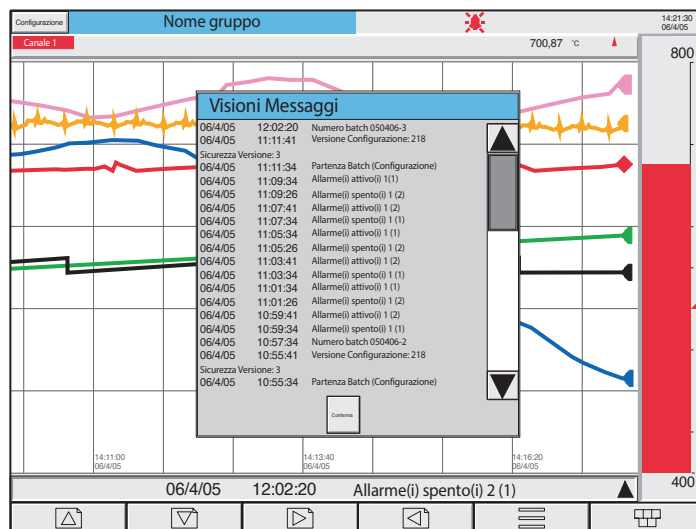 Configurazione
Nome gruppo
14:21:30
06/4/05
Canale 1
700,87 °C
800
Visioni Messaggi
06/4/05 12:02:20 Numero batch 050406-3
06/4/05 11:11:41 Versione Configurazione: 218
Sicurezza Versione: 3
06/4/05 11:11:34 Partenza Batch (Configurazione)
06/4/05 11:09:34 Allarme(i) attivo(i) 1(1)
06/4/05 11:09:26 Allarme(i) spento(i) 1 (2)
06/4/05 11:07:41 Allarme(i) attivo(i) 1 (2)
06/4/05 11:07:34 Allarme(i) spento(i) 1 (1)
06/4/05 11:05:34 Allarme(i) attivo(i) 1 (1)
06/4/05 11:05:26 Allarme(i) spento(i) 1 (2)
06/4/05 11:03:41 Allarme(i) attivo(i) 1 (2)
06/4/05 11:03:34 Allarme(i) spento(i) 1 (1)
06/4/05 11:01:34 Allarme(i) attivo(i) 1 (1)
06/4/05 11:01:26 Allarme(i) spento(i) 1 (2)
06/4/05 10:59:41 Allarme(i) attivo(i) 1 (2)
06/4/05 10:59:34 Allarme(i) spento(i) 1 (1)
06/4/05 10:57:34 Numero batch 050406-2
06/4/05 10:55:41 Versione Configurazione: 218
Sicurezza Versione: 3
06/4/05 10:55:34 Partenza Batch (Configurazione)
Conferma
14:11:00
06/4/05
14:13:40
06/4/05
14:16:20
06/4/05
400
06/4/05 12:02:20 Allarme(i) spento(i) 2 (1)